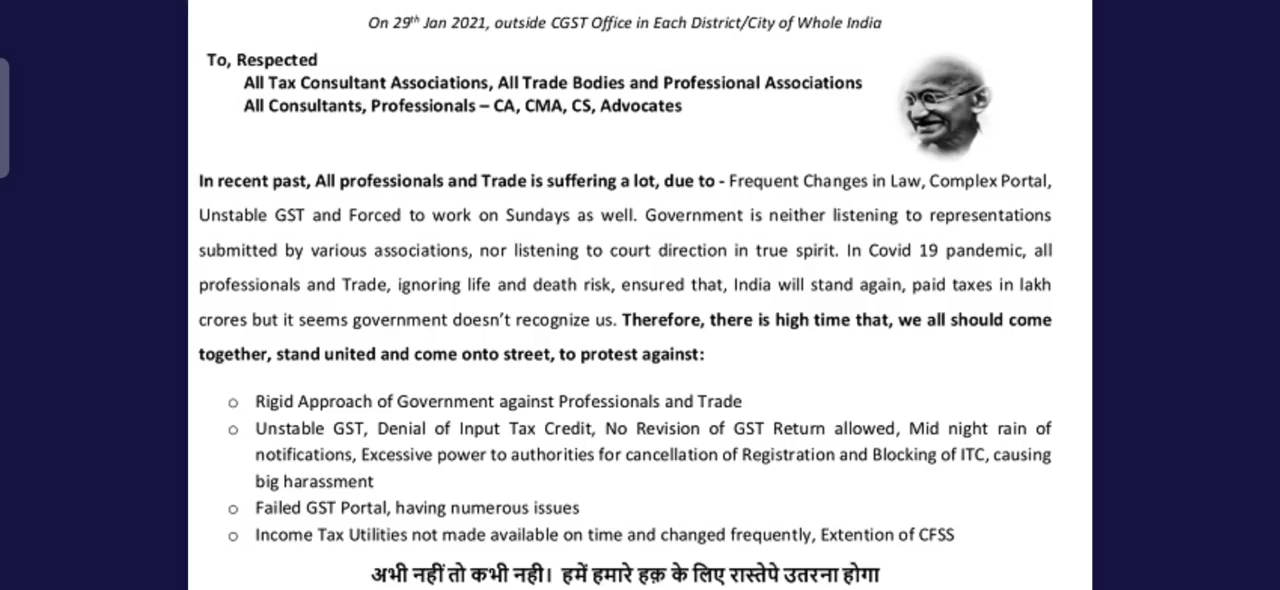 On 29th Jan 2021, outside CGST Office in Each District/City of Whole India
To, Respected
All Tax Consultant Associations, All Trade Bodies and Professional Associations
All Consultants, Professionals – CA, CMA, CS, Advocates
In recent past, All professionals and Trade is suffering a lot, due to - Frequent Changes in Law, Complex Portal,
Unstable GST and Forced to work on Sundays as well. Government is neither listening to representations
submitted by various associations, nor listening to court direction in true spirit. In Covid 19 pandemic, all
professionals and Trade, ignoring life and death risk, ensured that, India will stand again, paid taxes in lakh
crores but it seems government doesn't recognize us. Therefore, there is high time that, we all should come
together, stand united and come onto street, to protest against:
o Rigid Approach of Government against Professionals and Trade
o Unstable GST, Denial of Input Tax Credit, No Revision of GST Return allowed, Mid night rain of
notifications, Excessive power to authorities for cancellation of Registration and Blocking of ITC, causing
big harassment
o Failed GST Portal, having numerous issues
o Income Tax Utilities not made available on time and changed frequently, Extention of CFSS
अभी नहीं तो कभी नही। हमें हमारे हक़ के लिए रास्तेपे उतरना होगा